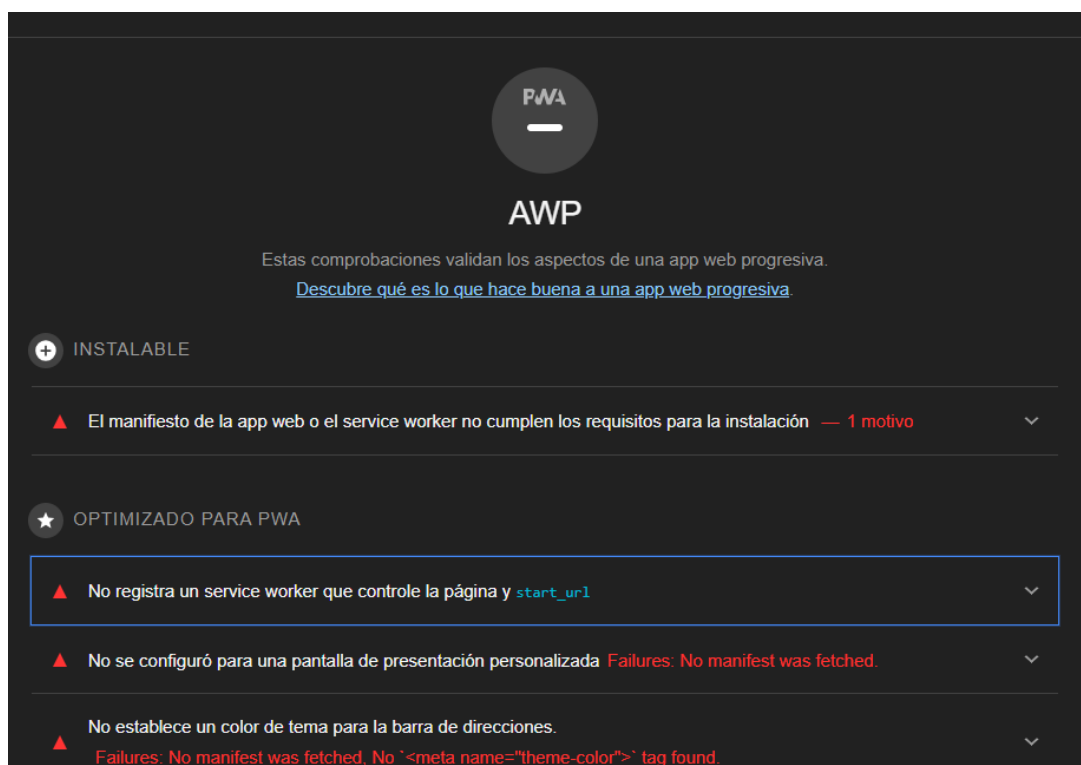 PWA
AWP
Estas comprobaciones validan los aspectos de una app web progresiva.
Descubre qué es lo que hace buena a una app web progresiva.
INSTALABLE
El manifiesto de la app web o el service worker no cumplen los requisitos para la instalación — 1 motivo
OPTIMIZADO PARA PWA
No registra un service worker que controle la página y start_url
No se configuró para una pantalla de presentación personalizada Failures: No manifest was fetched.
No establece un color de tema para la barra de direcciones.
Failures: No manifest was fetched, No `<meta name="theme-color">` tag found.